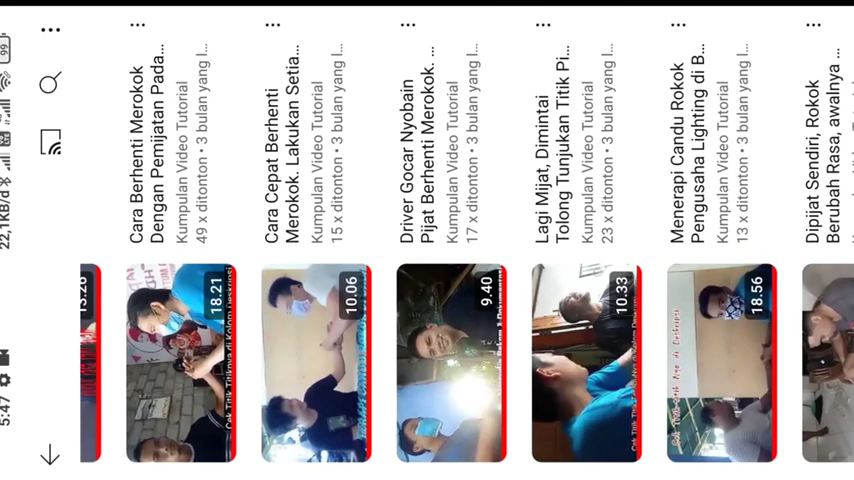 5:47
22,1KB/d
99
13.26
Cara Berhenti Merokok
Dengan Pemijatan Pada...
Kumpulan Video Tutorial
49 x ditonton • 3 bulan yang l...
18.21
Cara Cepat Berhenti
Merokok. Lakukan Setia...
Kumpulan Video Tutorial
15 x ditonton • 3 bulan yang l...
10.06
Driver Gocar Nyobain
Pijat Berhenti Merokok. ...
Kumpulan Video Tutorial
17 x ditonton • 3 bulan yang l...
9.40
Lagi Mijat, Dimintai
Tolong Tunjukan Titik Pi...
Kumpulan Video Tutorial
23 x ditonton • 3 bulan yang l...
10.33
Menerapi Candu Rokok
Pengusaha Lighting di B...
Kumpulan Video Tutorial
13 x ditonton • 3 bulan yang l...
18.56
Dipijat Sendiri, Rokok
Berubah Rasa, awalnya ...